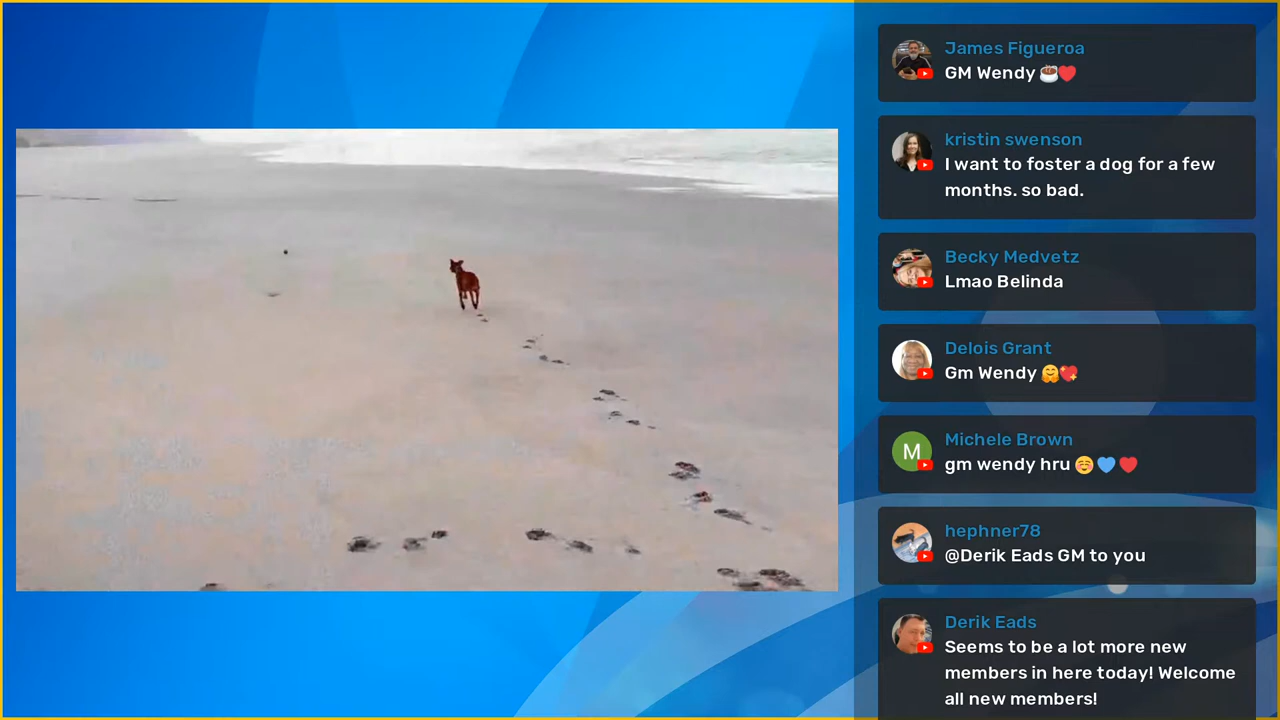 James Figueroa
GM Wendy ☕❤️
kristin swenson
I want to foster a dog for a few
months. so bad.
Becky Medvetz
Lmao Belinda
Delois Grant
Gm Wendy 🤗💖
M
Michele Brown
gm wendy hru ☺️💙❤️
hephner78
@Derik Eads GM to you
Derik Eads
Seems to be a lot more new
members in here today! Welcome
all new members!